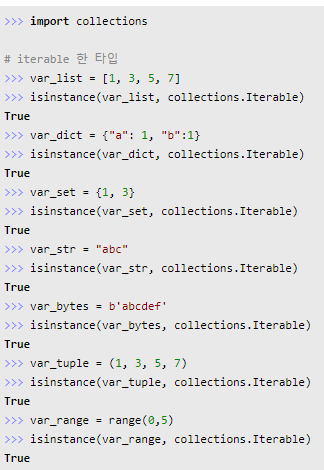 >>> import collections
# iterable 한 타입
>>> var_list = [1, 3, 5, 7]
>>> isinstance(var_list, collections.Iterable)
True
>>> var_dict = {"a": 1, "b":1}
>>> isinstance(var_dict, collections.Iterable)
True
>>> var_set = {1, 3}
>>> isinstance(var_set, collections.Iterable)
True
>>> var_str = "abc"
>>> isinstance(var_str, collections.Iterable)
True
>>> var_bytes = b'abcdef'
>>> isinstance(var_bytes, collections.Iterable)
True
>>> var_tuple = (1, 3, 5, 7)
>>> isinstance(var_tuple, collections.Iterable)
True
>>> var_range = range(0,5)
>>> isinstance(var_range, collections.Iterable)
True